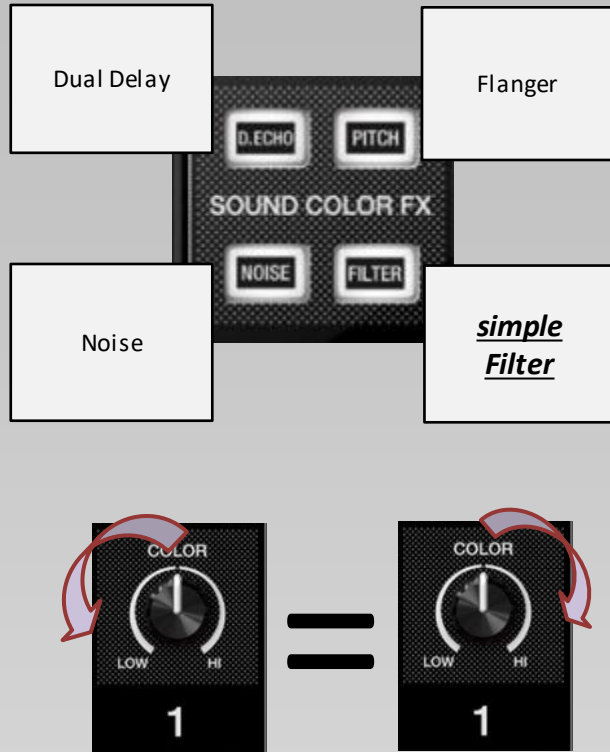 Dual Delay
Flanger
D.ECHO
PITCH
SOUND COLOR FX
NOISE
FILTER
Noise
simple
Filter
COLOR
LOW
HI
1
COLOR
LOW
HI
1